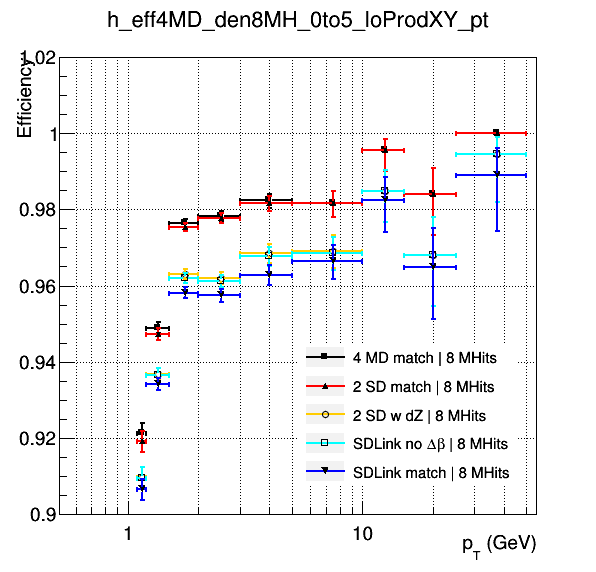 h_eff4MD_den8MH_0to5_loProdXY_pt
Efficiency
1.02
1
0.98
0.96
0.94
0.92
0.9
4 MD match | 8 MHits
2 SD match | 8 MHits
2 SD w dZ | 8 MHits
SDLink no Δβ | 8 MHits
SDLink match | 8 MHits
1
10
p_T (GeV)